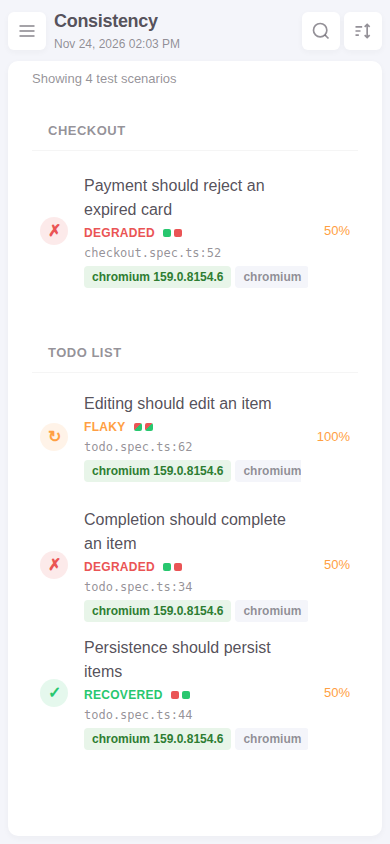 Consistency
Nov 24, 2026 02:03 PM
Showing 4 test scenarios
CHECKOUT
Payment should reject an
expired card
DEGRADED
checkout.spec.ts:52
chromium 159.0.8154.6 chromium
50%
TODO LIST
Editing should edit an item
FLAKY
todo.spec.ts:62
chromium 159.0.8154.6 chromium
100%
Completion should complete
an item
DEGRADED
todo.spec.ts:34
chromium 159.0.8154.6 chromium
50%
Persistence should persist
items
RECOVERED
todo.spec.ts:44
chromium 159.0.8154.6 chromium
50%